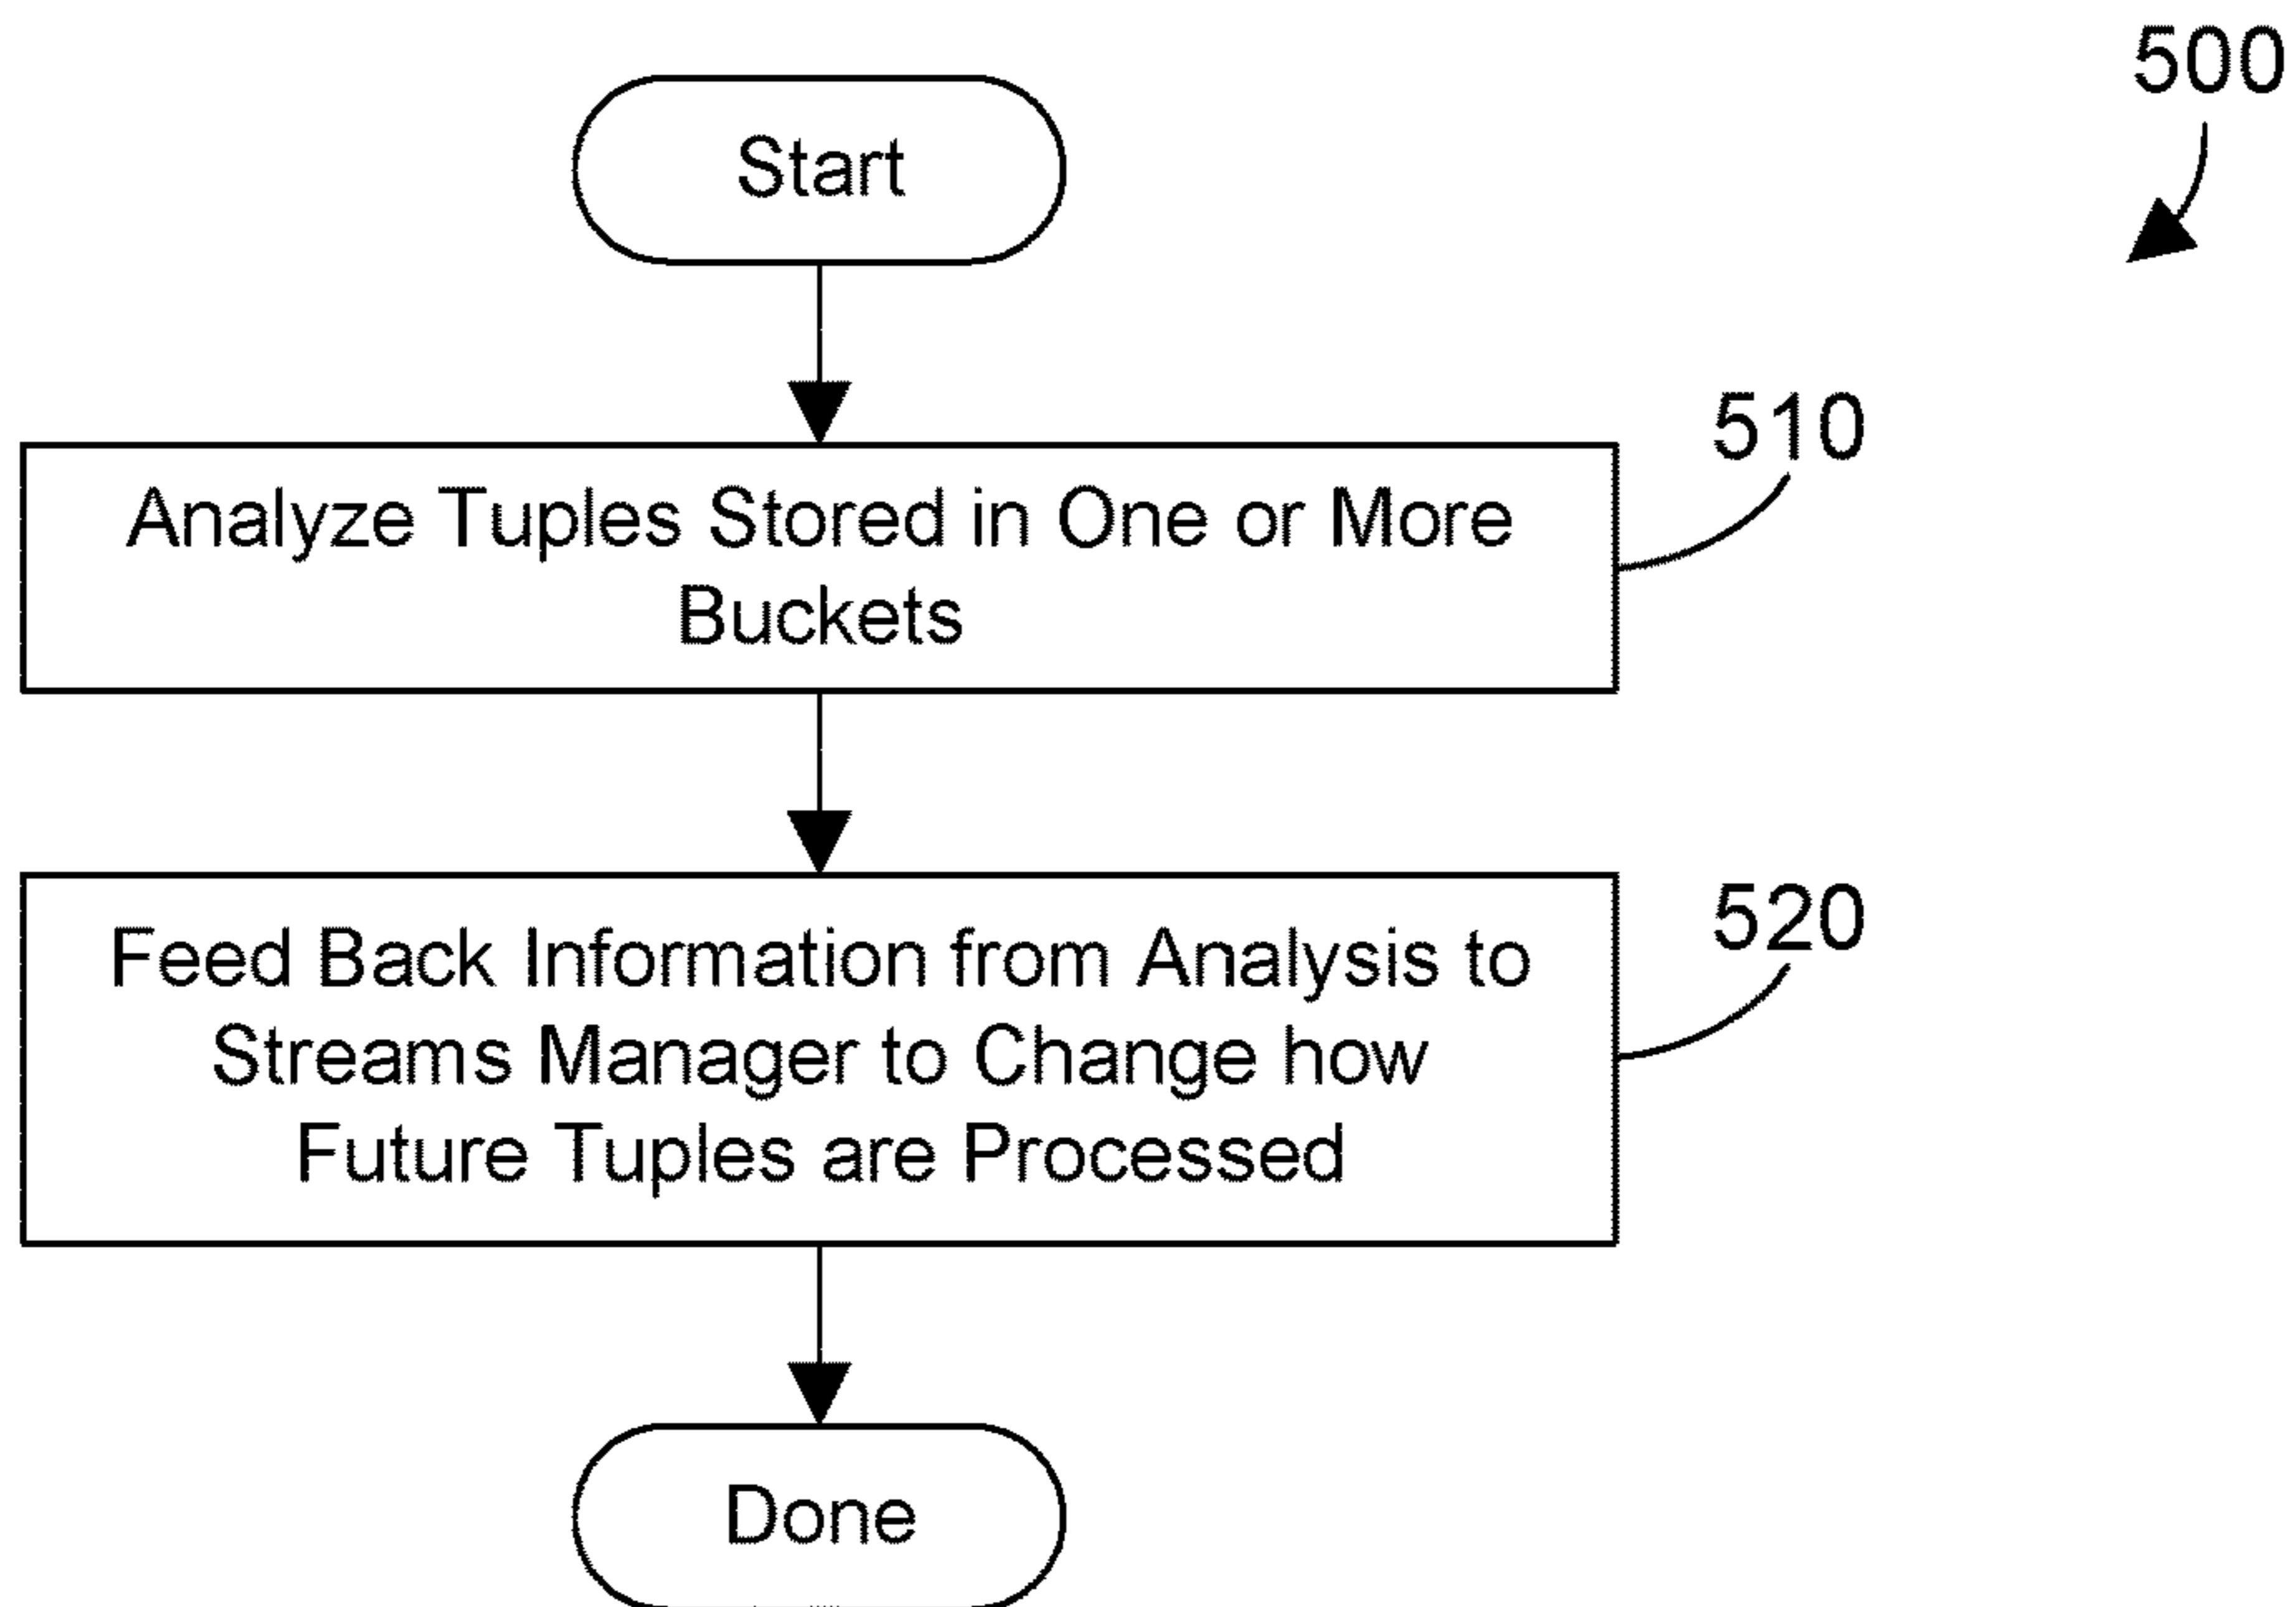 500
Start
510
Analyze Tuples Stored in One or More
Buckets
520
Feed Back Information from Analysis to
Streams Manager to Change how
Future Tuples are Processed
Done